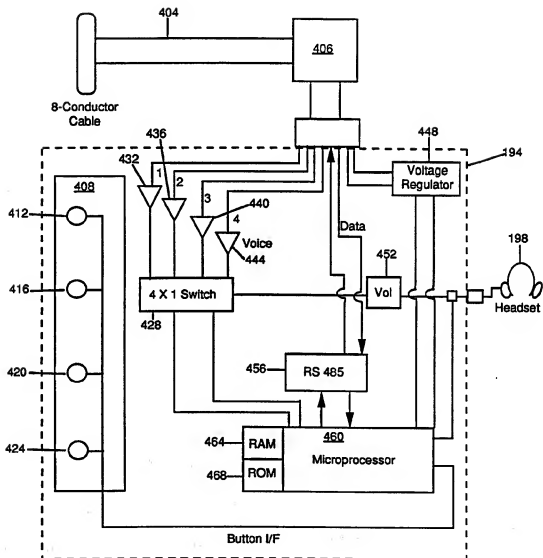 404
406
8-Conductor
Cable
436
432
1
2
3
4
440
448
194
Voltage
Regulator
408
412
Data
Voice
444
452
198
Vol
Headset
416
4 X 1 Switch
428
456
RS 485
420
460
464
RAM
Microprocessor
424
468
ROM
Button I/F